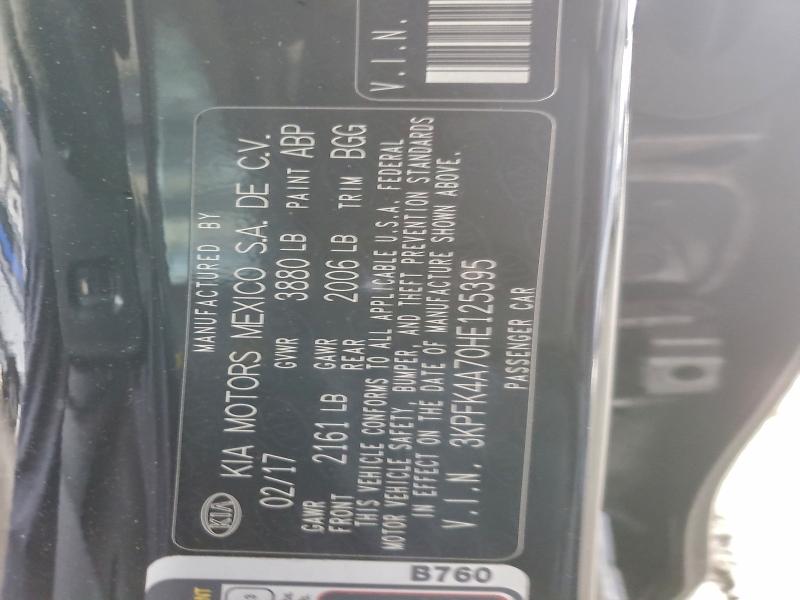 V.I.N.
MANUFACTURED BY
KIA KIA MOTORS MEXICO S.A. DE C.V.
02/17 GVWR 3880 LB PAINT ABP
GAWR FRONT 2161 LB GAWR REAR 2006 LB TRIM BGG
THIS VEHICLE CONFORMS TO ALL APPLICABLE U.S.A. FEDERAL
MOTOR VEHICLE SAFETY, BUMPER, AND THEFT PREVENTION STANDARDS
IN EFFECT ON THE DATE OF MANUFACTURE SHOWN ABOVE.
V.I.N. 3KPFK4A70HE125395
PASSENGER CAR
B760